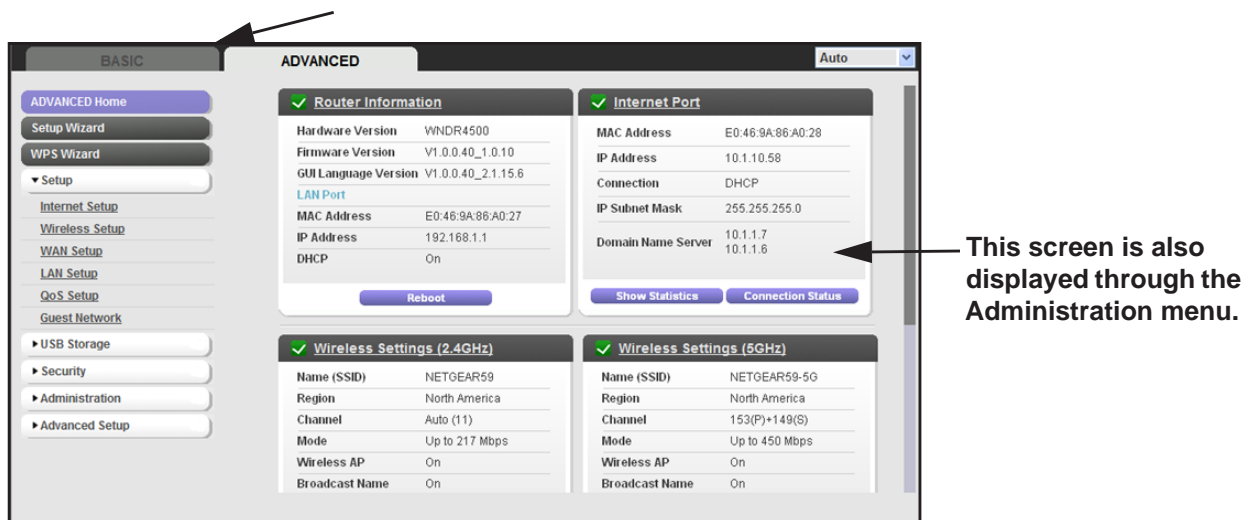 BASIC
ADVANCED
Auto
ADVANCED Home
Setup Wizard
WPS Wizard
Setup
Internet Setup
Wireless Setup
WAN Setup
LAN Setup
QoS Setup
Guest Network
USB Storage
Security
Administration
Advanced Setup
Router Information
Hardware Version WNDR4500
Firmware Version V1.0.0.40_1.0.10
GUI Language Version V1.0.0.40_2.1.15.6
LAN Port
MAC Address E0:46:9A:86:A0:27
IP Address 192.168.1.1
DHCP On
Reboot
Internet Port
MAC Address E0:46:9A:86:A0:28
IP Address 10.1.10.58
Connection DHCP
IP Subnet Mask 255.255.255.0
Domain Name Server 10.1.1.7
10.1.1.6
Show Statistics Connection Status
Wireless Settings (2.4GHz)
Name (SSID) NETGEAR59
Region North America
Channel Auto (11)
Mode Up to 217 Mbps
Wireless AP On
Broadcast Name On
Wireless Settings (5GHz)
Name (SSID) NETGEAR59-5G
Region North America
Channel 153(P)+149(S)
Mode Up to 450 Mbps
Wireless AP On
Broadcast Name On
This screen is also
displayed through the
Administration menu.